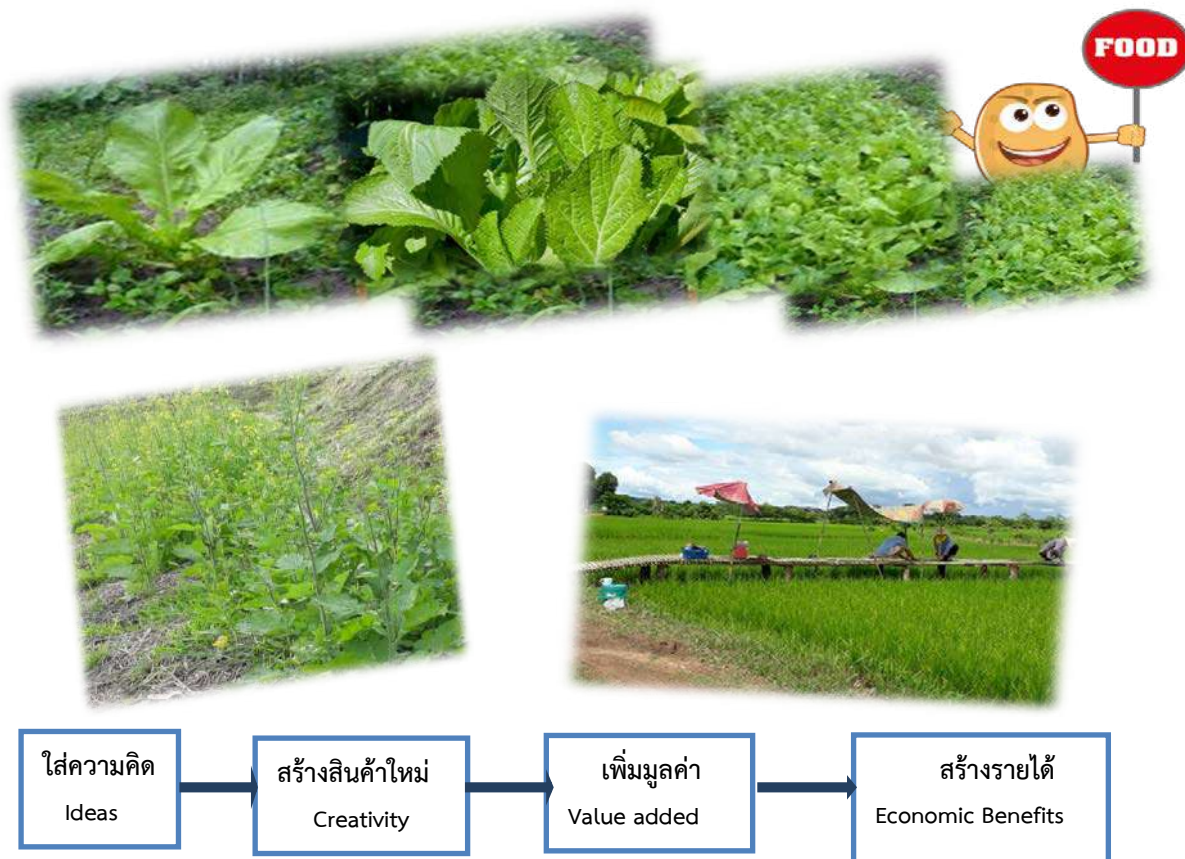 FOOD
ใส่ความคิด
Ideas
สร้างสินค้าใหม่
Creativity
เพิ่มมูลค่า
Value added
สร้างรายได้
Economic Benefits